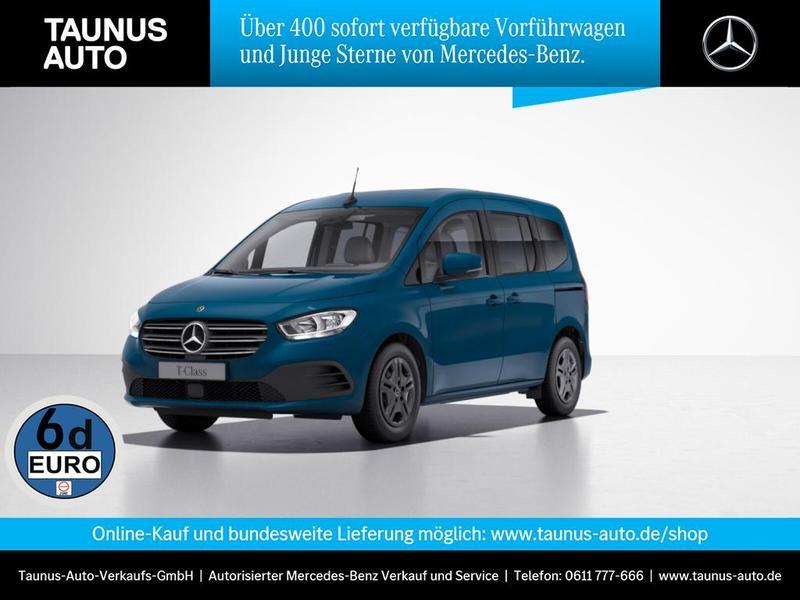 TAUNUS
AUTO
Über 400 sofort verfügbare Vorführwagen
und Junge Sterne von Mercedes-Benz.
T-Class
6d
EURO
Online-Kauf und bundesweite Lieferung möglich: www.taunus-auto.de/shop
Taunus-Auto-Verkaufs-GmbH | Autorisierter Mercedes-Benz Verkauf und Service | Telefon: 0611 777-666 | www.taunus-auto.de